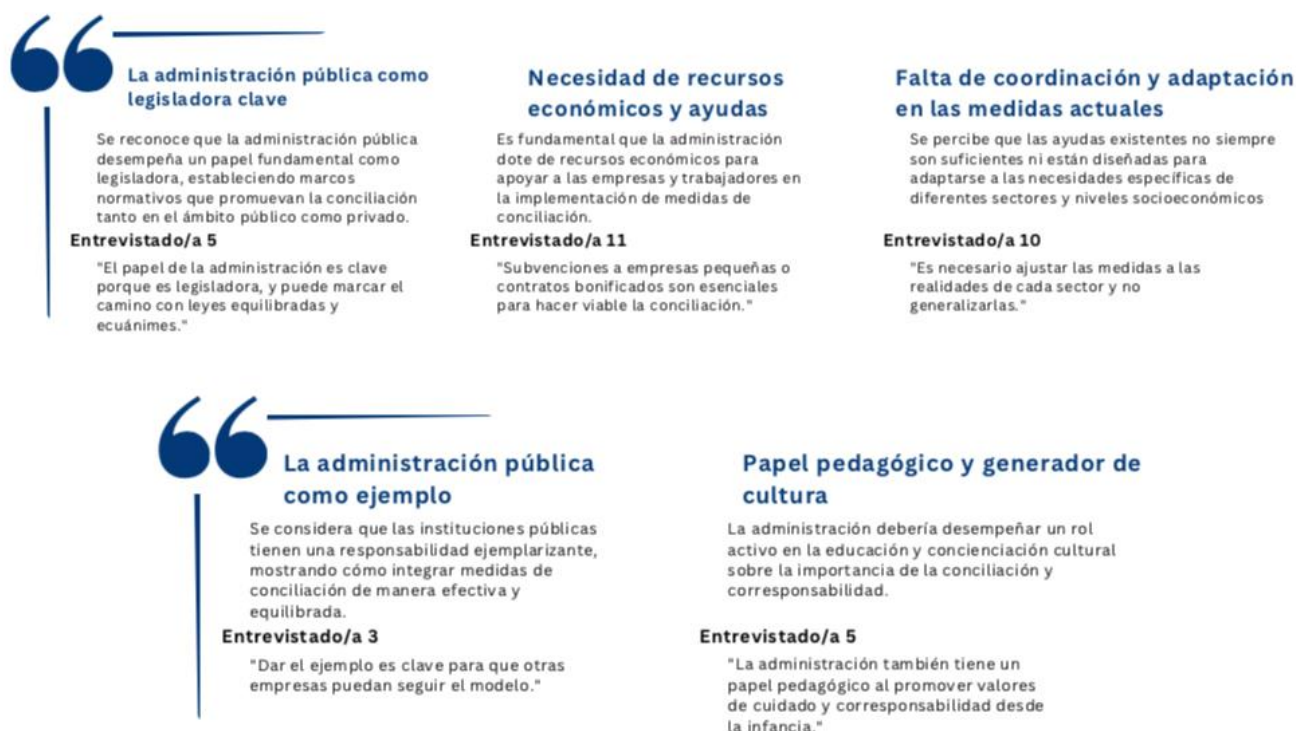 La administración pública como
legisladora clave
Se reconoce que la administración pública
desempeña un papel fundamental como
legisladora, estableciendo marcos
normativos que promuevan la conciliación
tanto en el ámbito público como privado.
Entrevistado/a 5
"El papel de la administración es clave
porque es legisladora, y puede marcar el
camino con leyes equilibradas y
ecuánimes."
Necesidad de recursos
económicos y ayudas
Es fundamental que la administración
dote de recursos económicos para
apoyar a las empresas y trabajadores en
la implementación de medidas de
conciliación.
Entrevistado/a 11
"Subvenciones a empresas pequeñas o
contratos bonificados son esenciales
para hacer viable la conciliación."
Falta de coordinación y adaptación
en las medidas actuales
Se percibe que las ayudas existentes no siempre
son suficientes ni están diseñadas para
adaptarse a las necesidades específicas de
diferentes sectores y niveles socioeconómicos
Entrevistado/a 10
"Es necesario ajustar las medidas a las
realidades de cada sector y no
generalizarlas."
La administración pública
como ejemplo
Se considera que las instituciones públicas
tienen una responsabilidad ejemplarizante,
mostrando cómo integrar medidas de
conciliación de manera efectiva y
equilibrada.
Entrevistado/a 3
"Dar el ejemplo es clave para que otras
empresas puedan seguir el modelo."
Papel pedagógico y generador de
cultura
La administración debería desempeñar un rol
activo en la educación y concienciación cultural
sobre la importancia de la conciliación y
corresponsabilidad.
Entrevistado/a 5
"La administración también tiene un
papel pedagógico al promover valores
de cuidado y corresponsabilidad desde
la infancia."